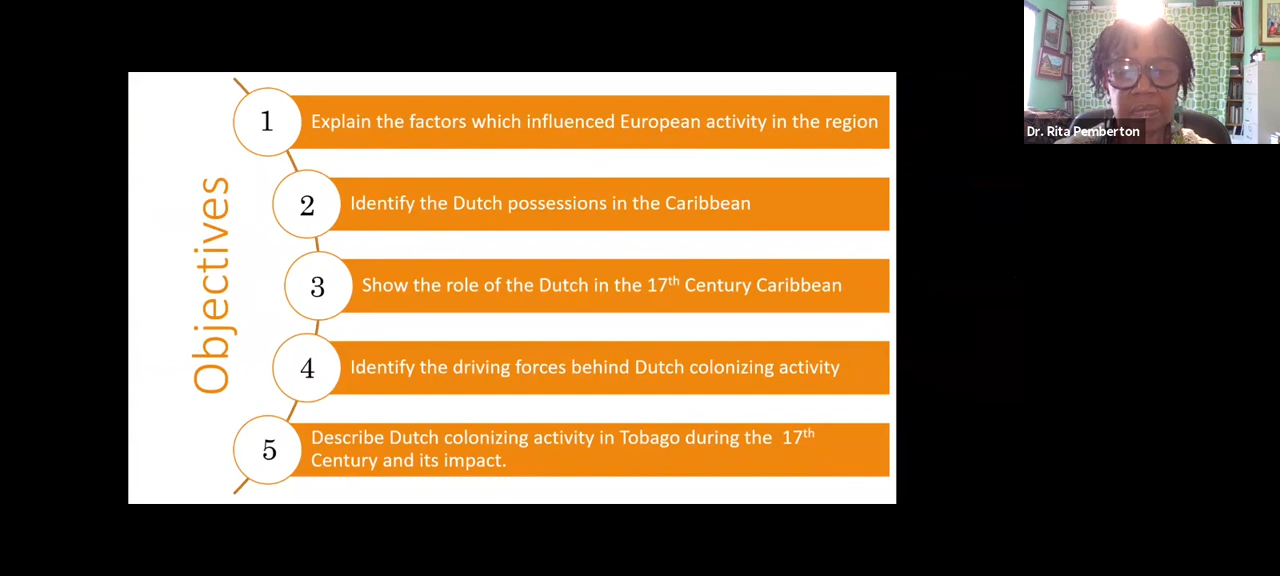 Objectives
1
Explain the factors which influenced European activity in the region
2
Identify the Dutch possessions in the Caribbean
3
Show the role of the Dutch in the 17th Century Caribbean
4
Identify the driving forces behind Dutch colonizing activity
5
Describe Dutch colonizing activity in Tobago during the 17th
Century and its impact.
Dr. Rita Pemberton